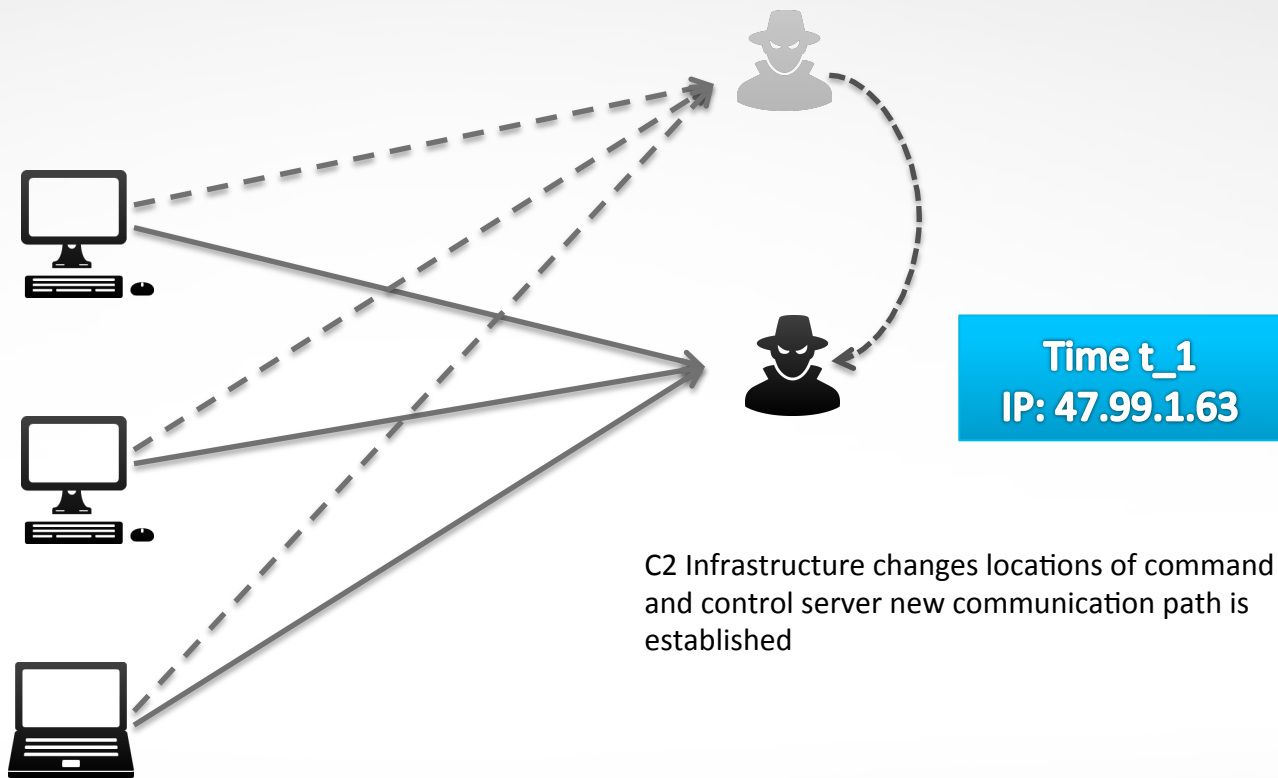 Time t_1
IP: 47.99.1.63
C2 Infrastructure changes locations of command
and control server new communication path is
established